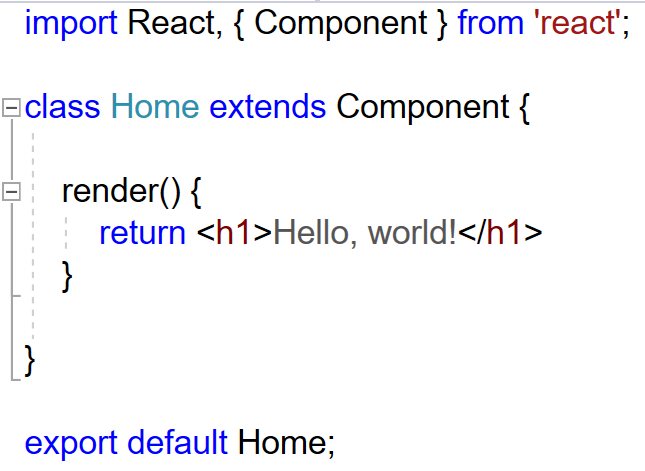 import React, { Component } from 'react';
class Home extends Component {
render() {
return <h1>Hello, world!</h1>
}
}
export default Home;